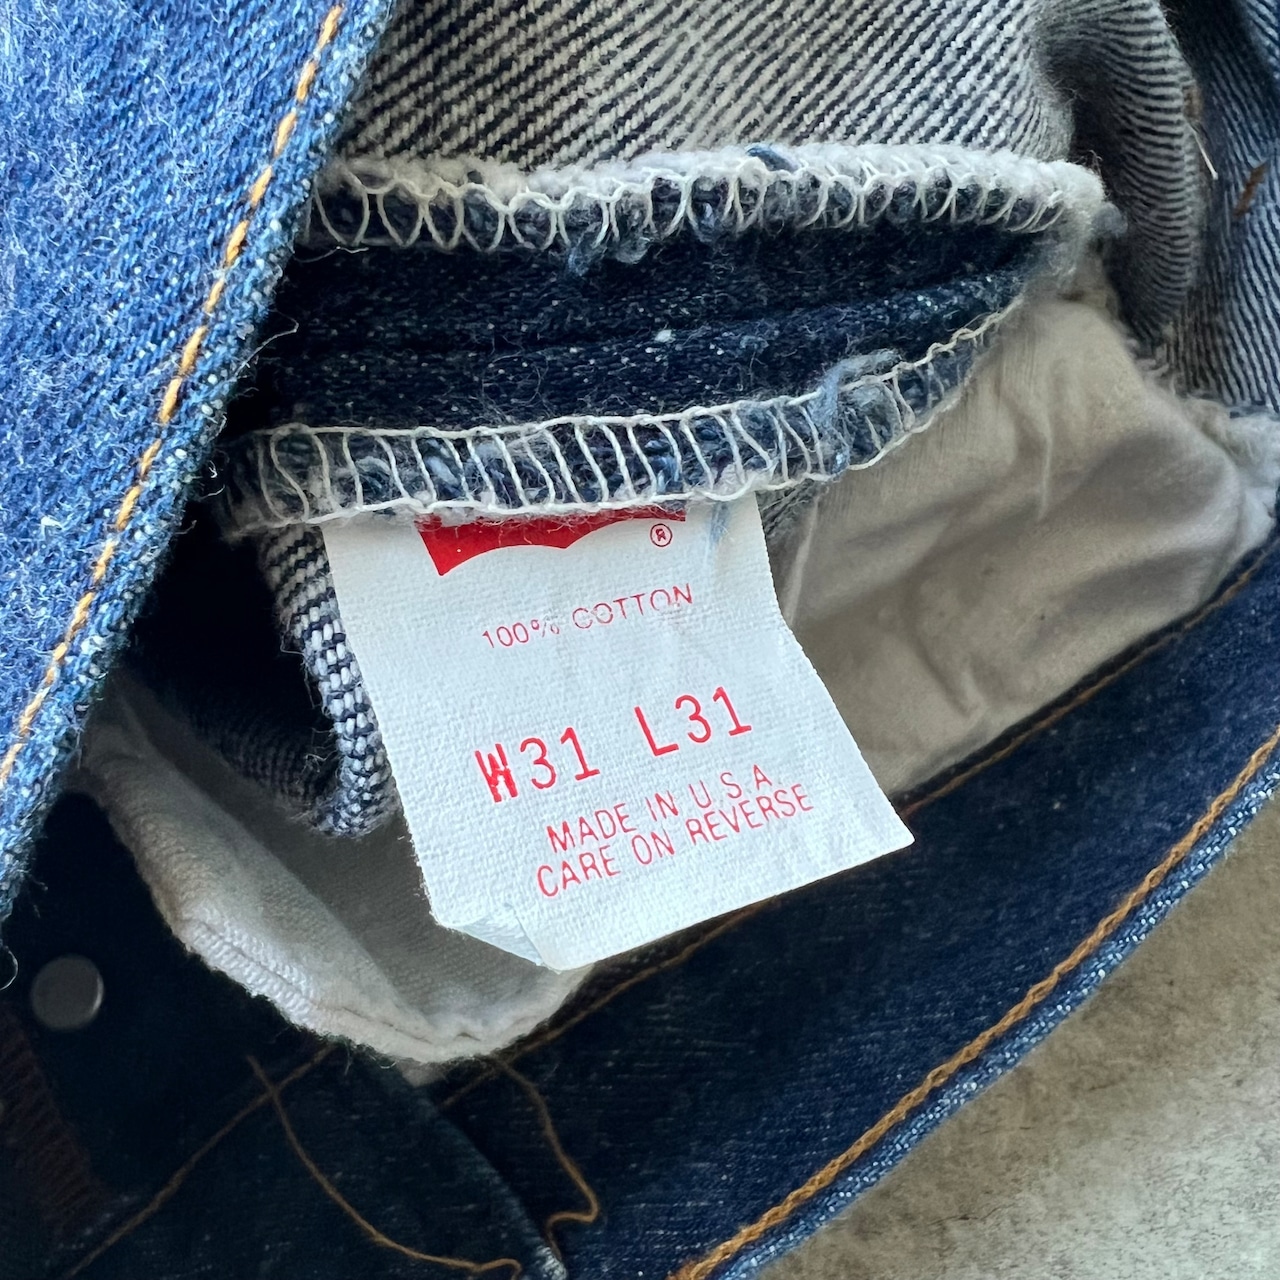 ®
100% COTTON
W31 L31
MADE IN U S A
CARE ON REVERSE